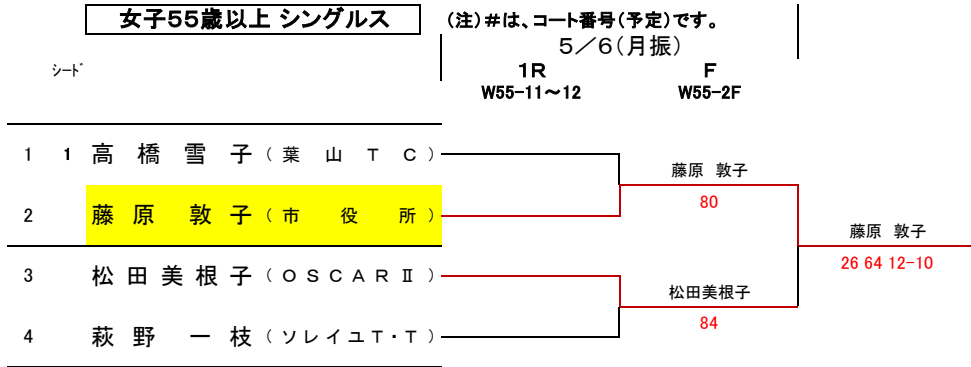 女子55歳以上 シングルス (注)#は、コート番号(予定)です。
5/6(月振)
シード 1R F
W55-11~12 W55-2F
1 1 高橋雪子(葉山TC)
藤原 敦子
80
2 藤原 敦子(市役所)
藤原 敦子
26 64 12-10
3 松田美根子(OSCARⅡ)
松田美根子
84
4 萩野 一枝(ソレイユT・T)